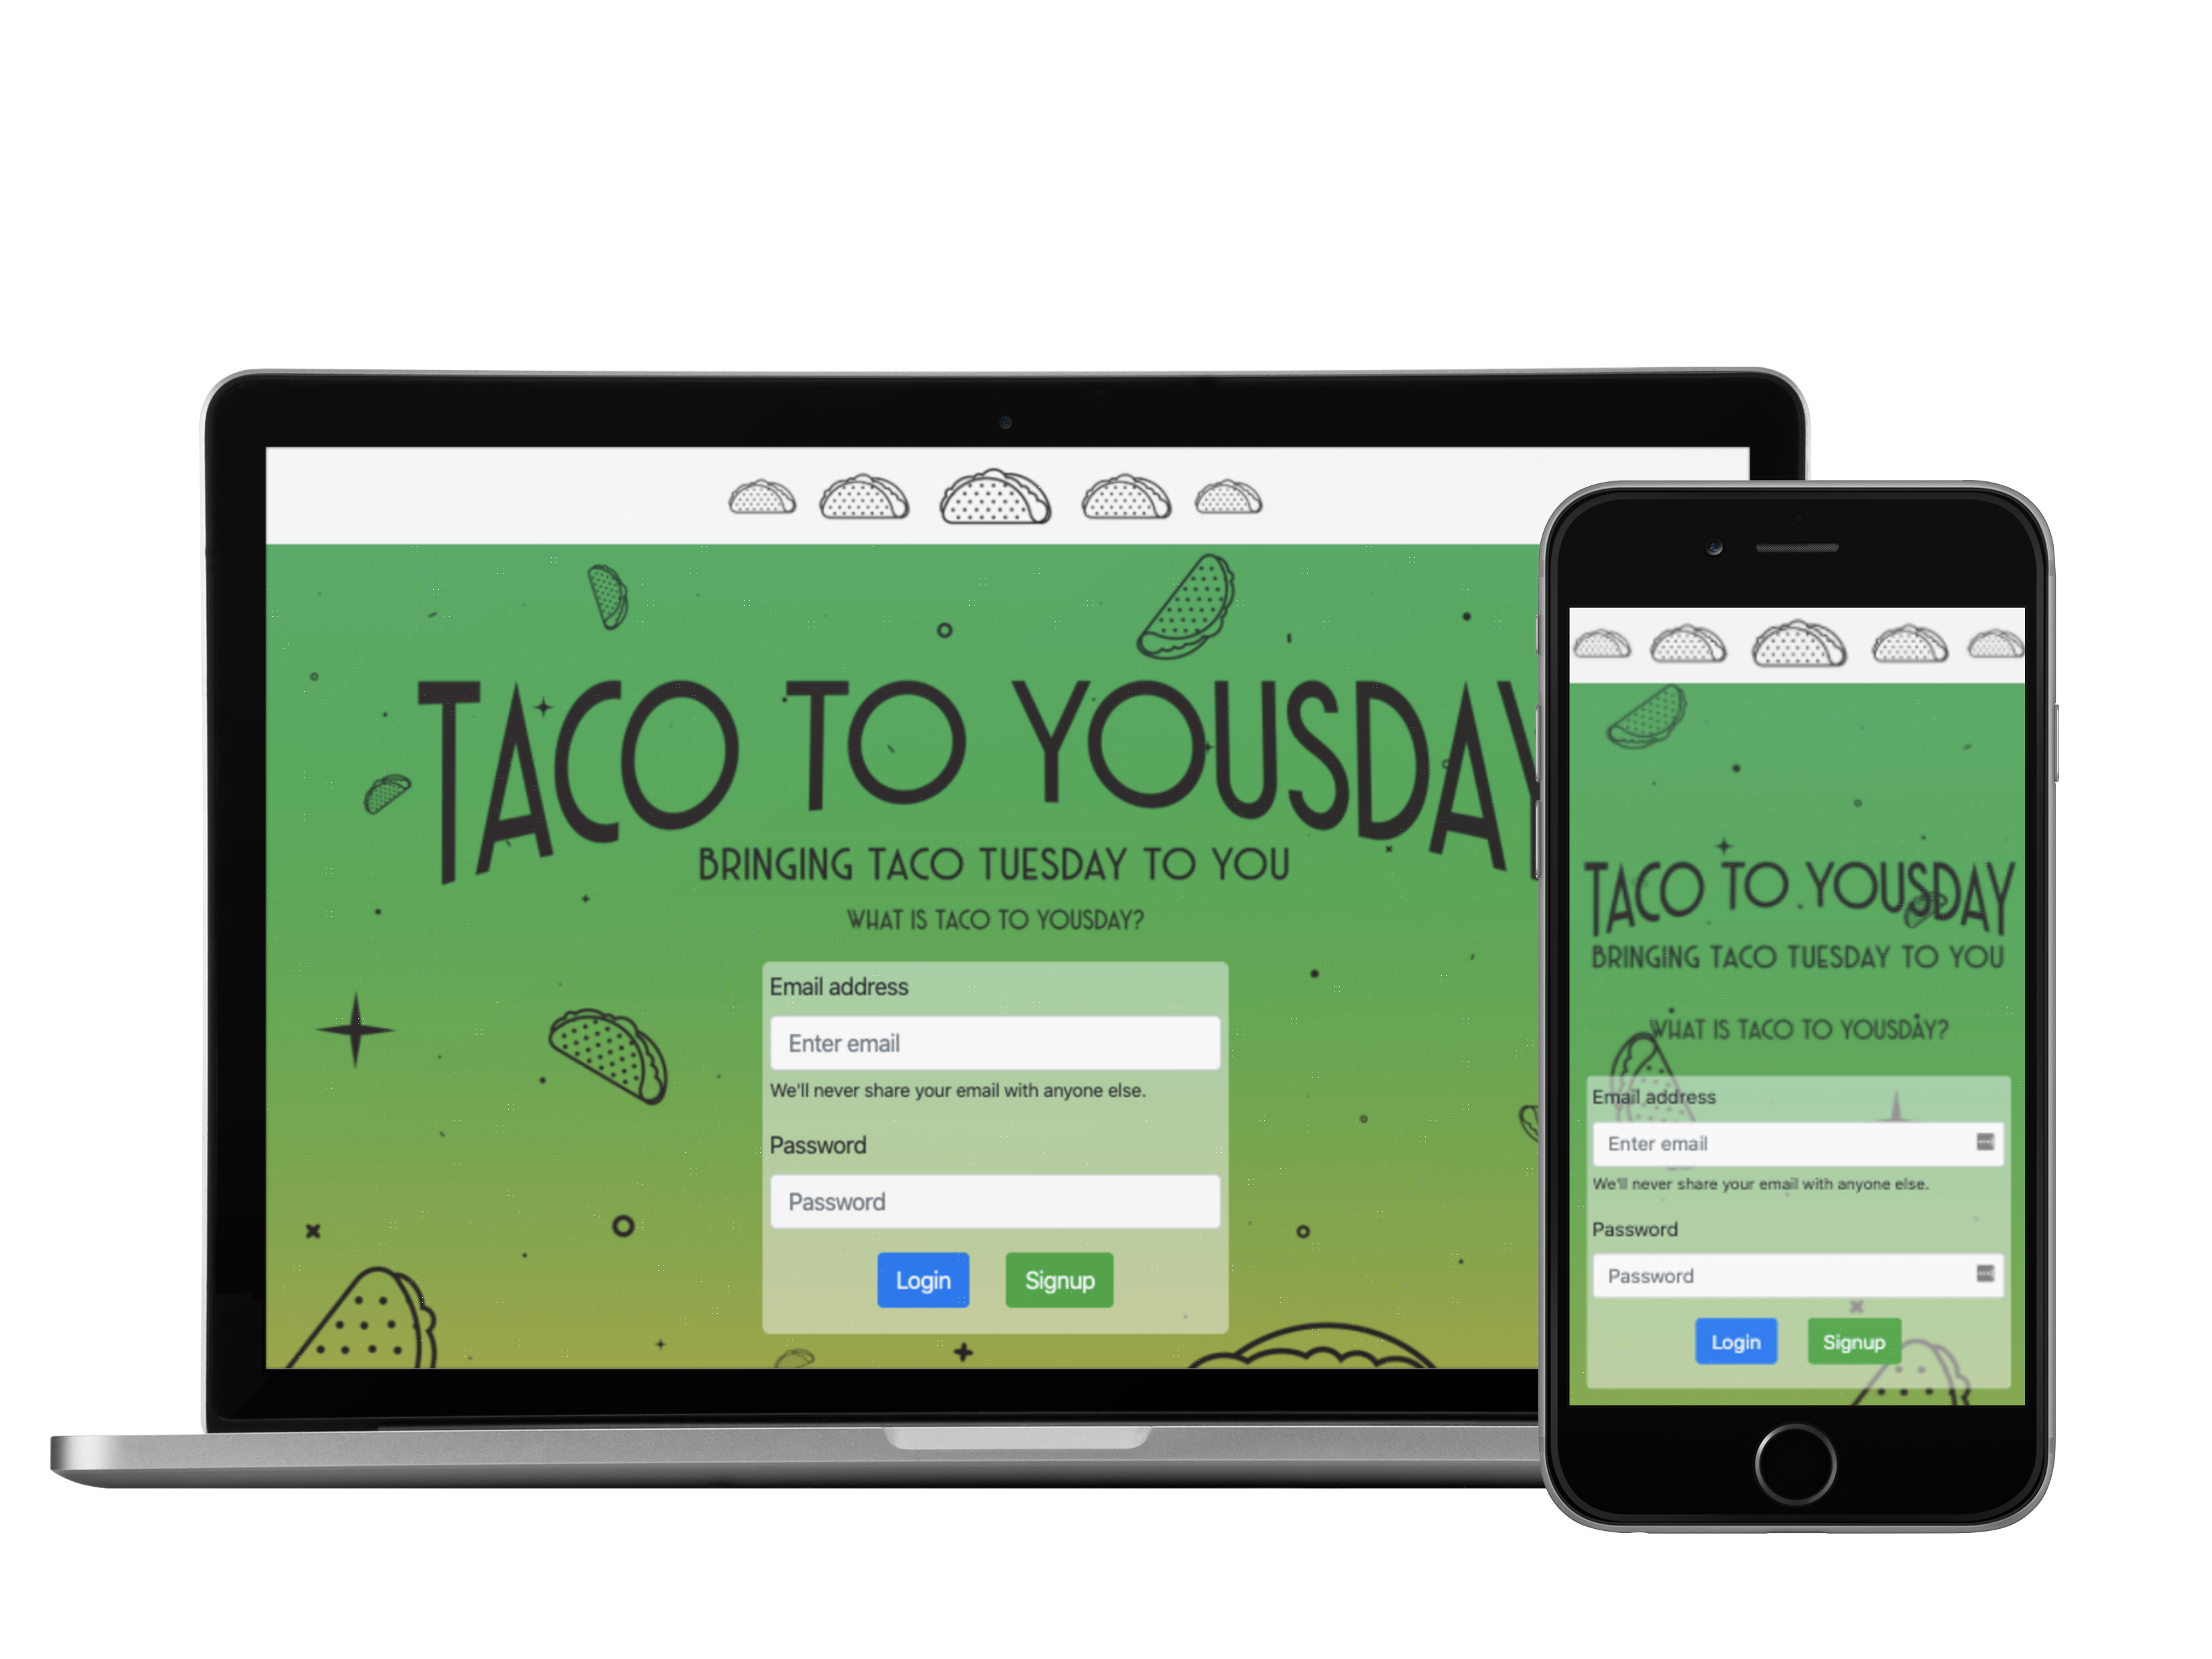 TACO TO YOUSDAY
BRINGING TACO TUESDAY TO YOU
WHAT IS TACO TO YOUSDAY?
Email address
Enter email
We'll never share your email with anyone else.
Password
Password
Login Signup
TACO TO YOUSDAY
BRINGING TACO TUESDAY TO YOU
WHAT IS TACO TO YOUSDAY?
Email address
Enter email
We'll never share your email with anyone else.
Password
Password
Login Signup